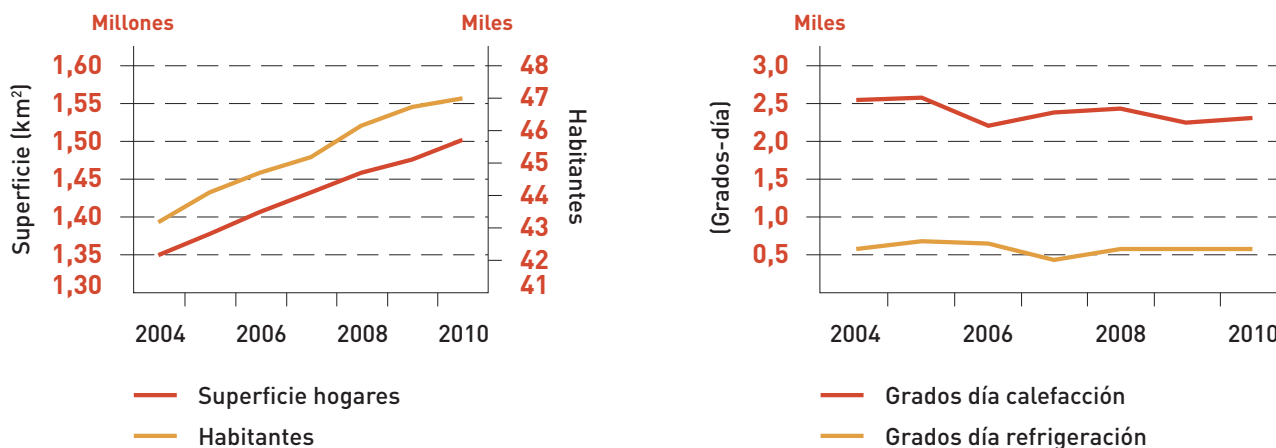 Millones
Miles
Superficie (km²)
1,60
1,55
1,50
1,45
1,40
1,35
1,30
48
47
46
45
44
43
42
41
Habitantes
2004 2006 2008 2010
Superficie hogares
Habitantes
Miles
(Grados-día)
3,0
2,5
2,0
1,5
1,0
0,5
2004 2006 2008 2010
Grados día calefacción
Grados día refrigeración